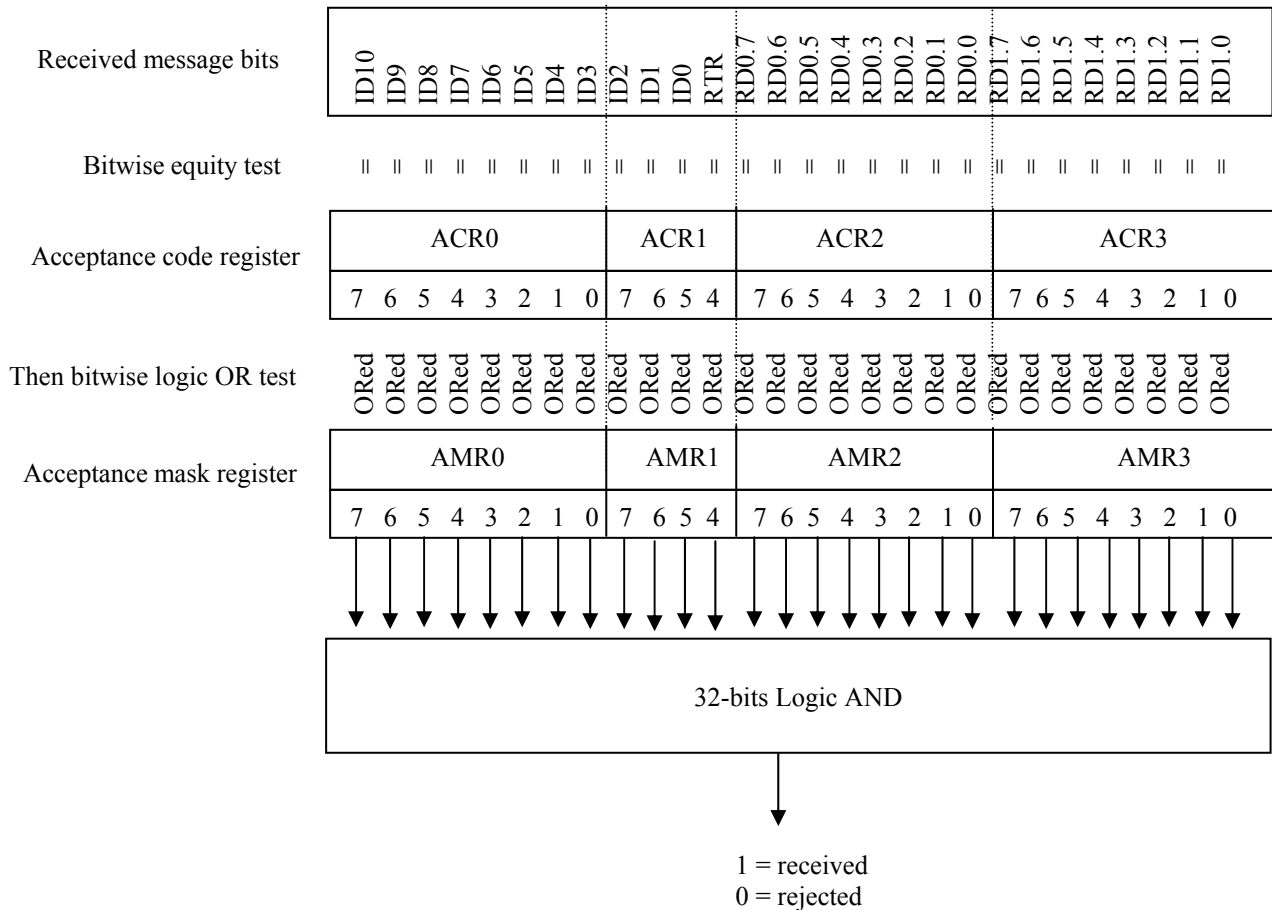 Received message bits
ID10 ID9 ID8 ID7 ID6 ID5 ID4 ID3 ID2 ID1 ID0 RTR RD0.7 RD0.6 RD0.5 RD0.4 RD0.3 RD0.2 RD0.1 RD0.0 RD1.7 RD1.6 RD1.5 RD1.4 RD1.3 RD1.2 RD1.1 RD1.0
Bitwise equity test = = = = = = = = = = = = = = = = = = = = = = = = = = = =
Acceptance code register
ACR0 ACR1 ACR2 ACR3
7 6 5 4 3 2 1 0 7 6 5 4 7 6 5 4 3 2 1 0 7 6 5 4 3 2 1 0
Then bitwise logic OR test
ORed ORed ORed ORed ORed ORed ORed ORed ORed ORed ORed ORed ORed ORed ORed ORed ORed ORed ORed ORed ORed ORed ORed ORed ORed ORed ORed ORed
Acceptance mask register
AMR0 AMR1 AMR2 AMR3
7 6 5 4 3 2 1 0 7 6 5 4 7 6 5 4 3 2 1 0 7 6 5 4 3 2 1 0
32-bits Logic AND
1 = received
0 = rejected